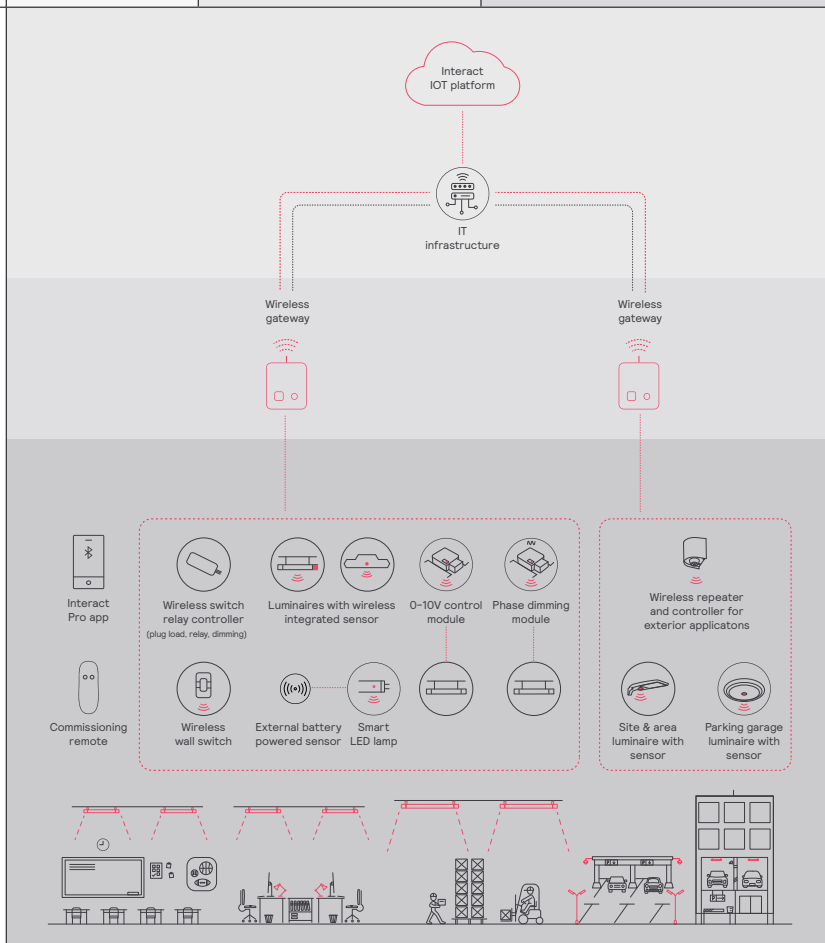 Interact
IOT platform
IT
infrastructure
Wireless
gateway
Wireless
gateway
Interact
Pro app
Wireless switch
relay controller
(plug load, relay, dimming)
Luminaires with wireless
integrated sensor
0-10V control
module
Phase dimming
module
Wireless repeater
and controller for
exterior applicatons
Commissioning
remote
Wireless
wall switch
External battery
powered sensor
Smart
LED lamp
Site & area
luminaire with
sensor
Parking garage
luminaire with
sensor